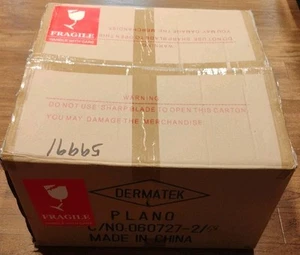 FRAGILE
WARNING:
DO NOT USE SHARP BLADE TO OPEN THIS CARTON
YOU MAY DAMAGE THE MERCHANDISE.
16665
FRAGILE
DERMATEK
L
PLANO
C/NO.060727-2/
MADE IN CHINA